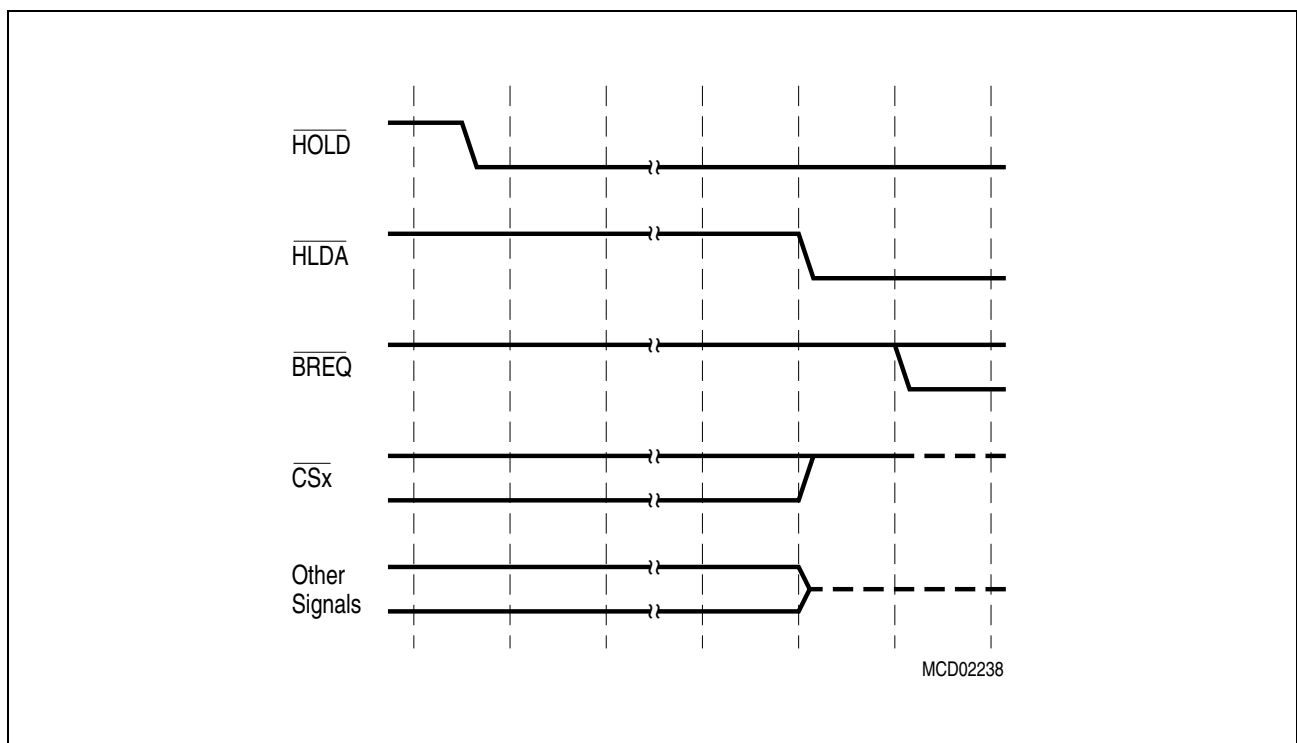 HOLD
HLDA
BREQ
CSx
Other
Signals
MCD02238